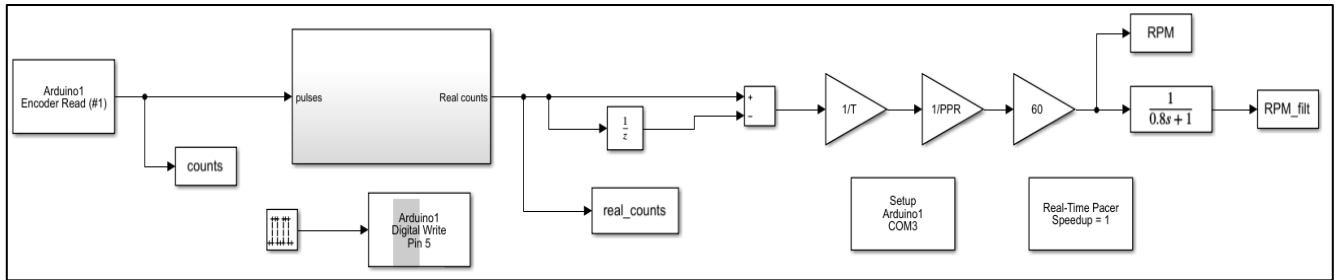 Arduino1
Encoder Read (#1)
counts
pulses
Real counts
Arduino1
Digital Write
Pin 5
1
z
+
−
real_counts
1/T
1/PPR
60
RPM
1
0.8s + 1
RPM_filt
Setup
Arduino1
COM3
Real-Time Pacer
Speedup = 1